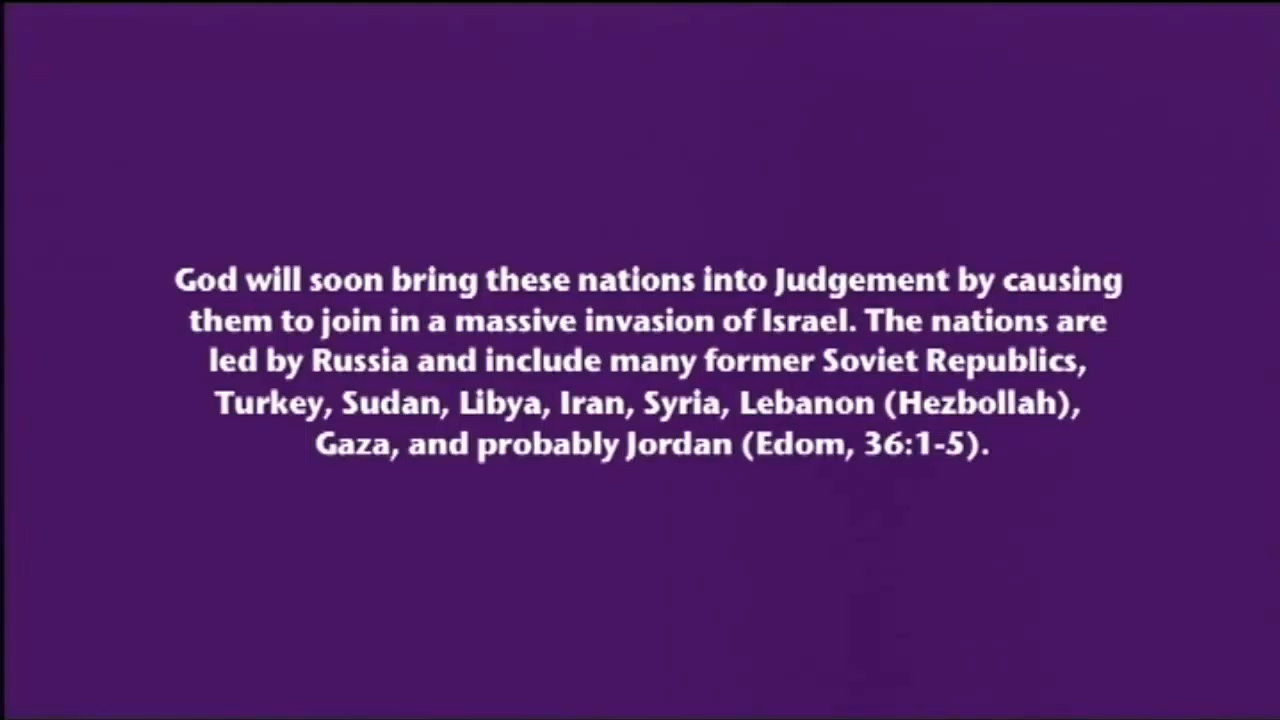 God will soon bring these nations into Judgement by causing
them to join in a massive invasion of Israel. The nations are
led by Russia and include many former Soviet Republics,
Turkey, Sudan, Libya, Iran, Syria, Lebanon (Hezbollah),
Gaza, and probably Jordan (Edom, 36:1-5).